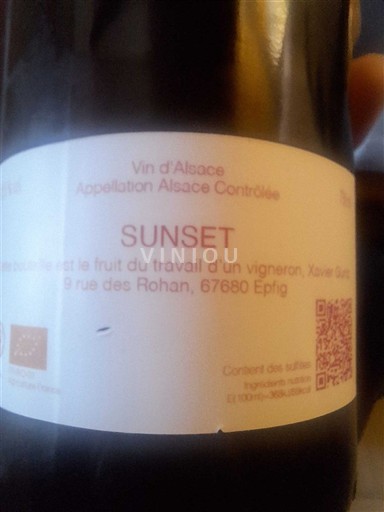 Vin d'Alsace
Appellation Alsace Contrôlée
SUNSET
VINIOU
est le fruit du travail d'un vigneron, Xavier
9 rue des Rohan, 67680 Epfig
Contient des sulfites
Ingrédients